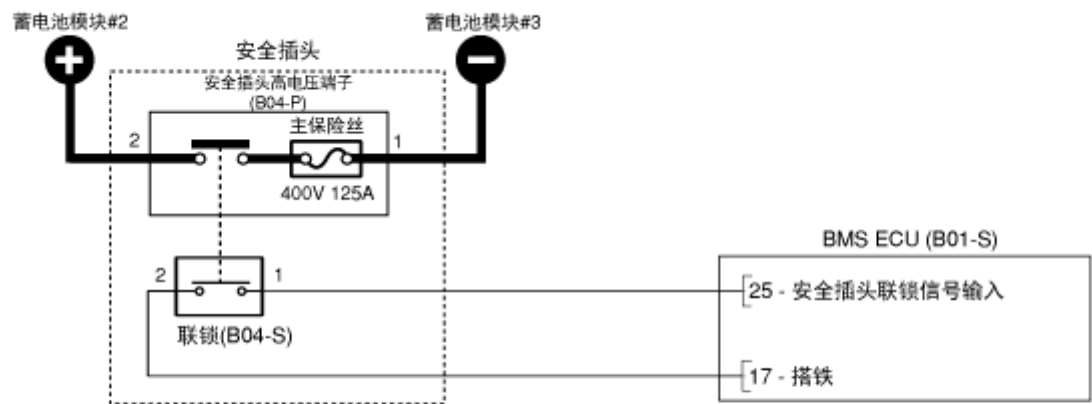 蓄电池模块#2
蓄电池模块#3
安全插头
安全插头高电压端子
(B04-P)
2
主保险丝
1
400V 125A
BMS ECU (B01-S)
2
1
25 - 安全插头联锁信号输入
联锁(B04-S)
17 - 搭铁